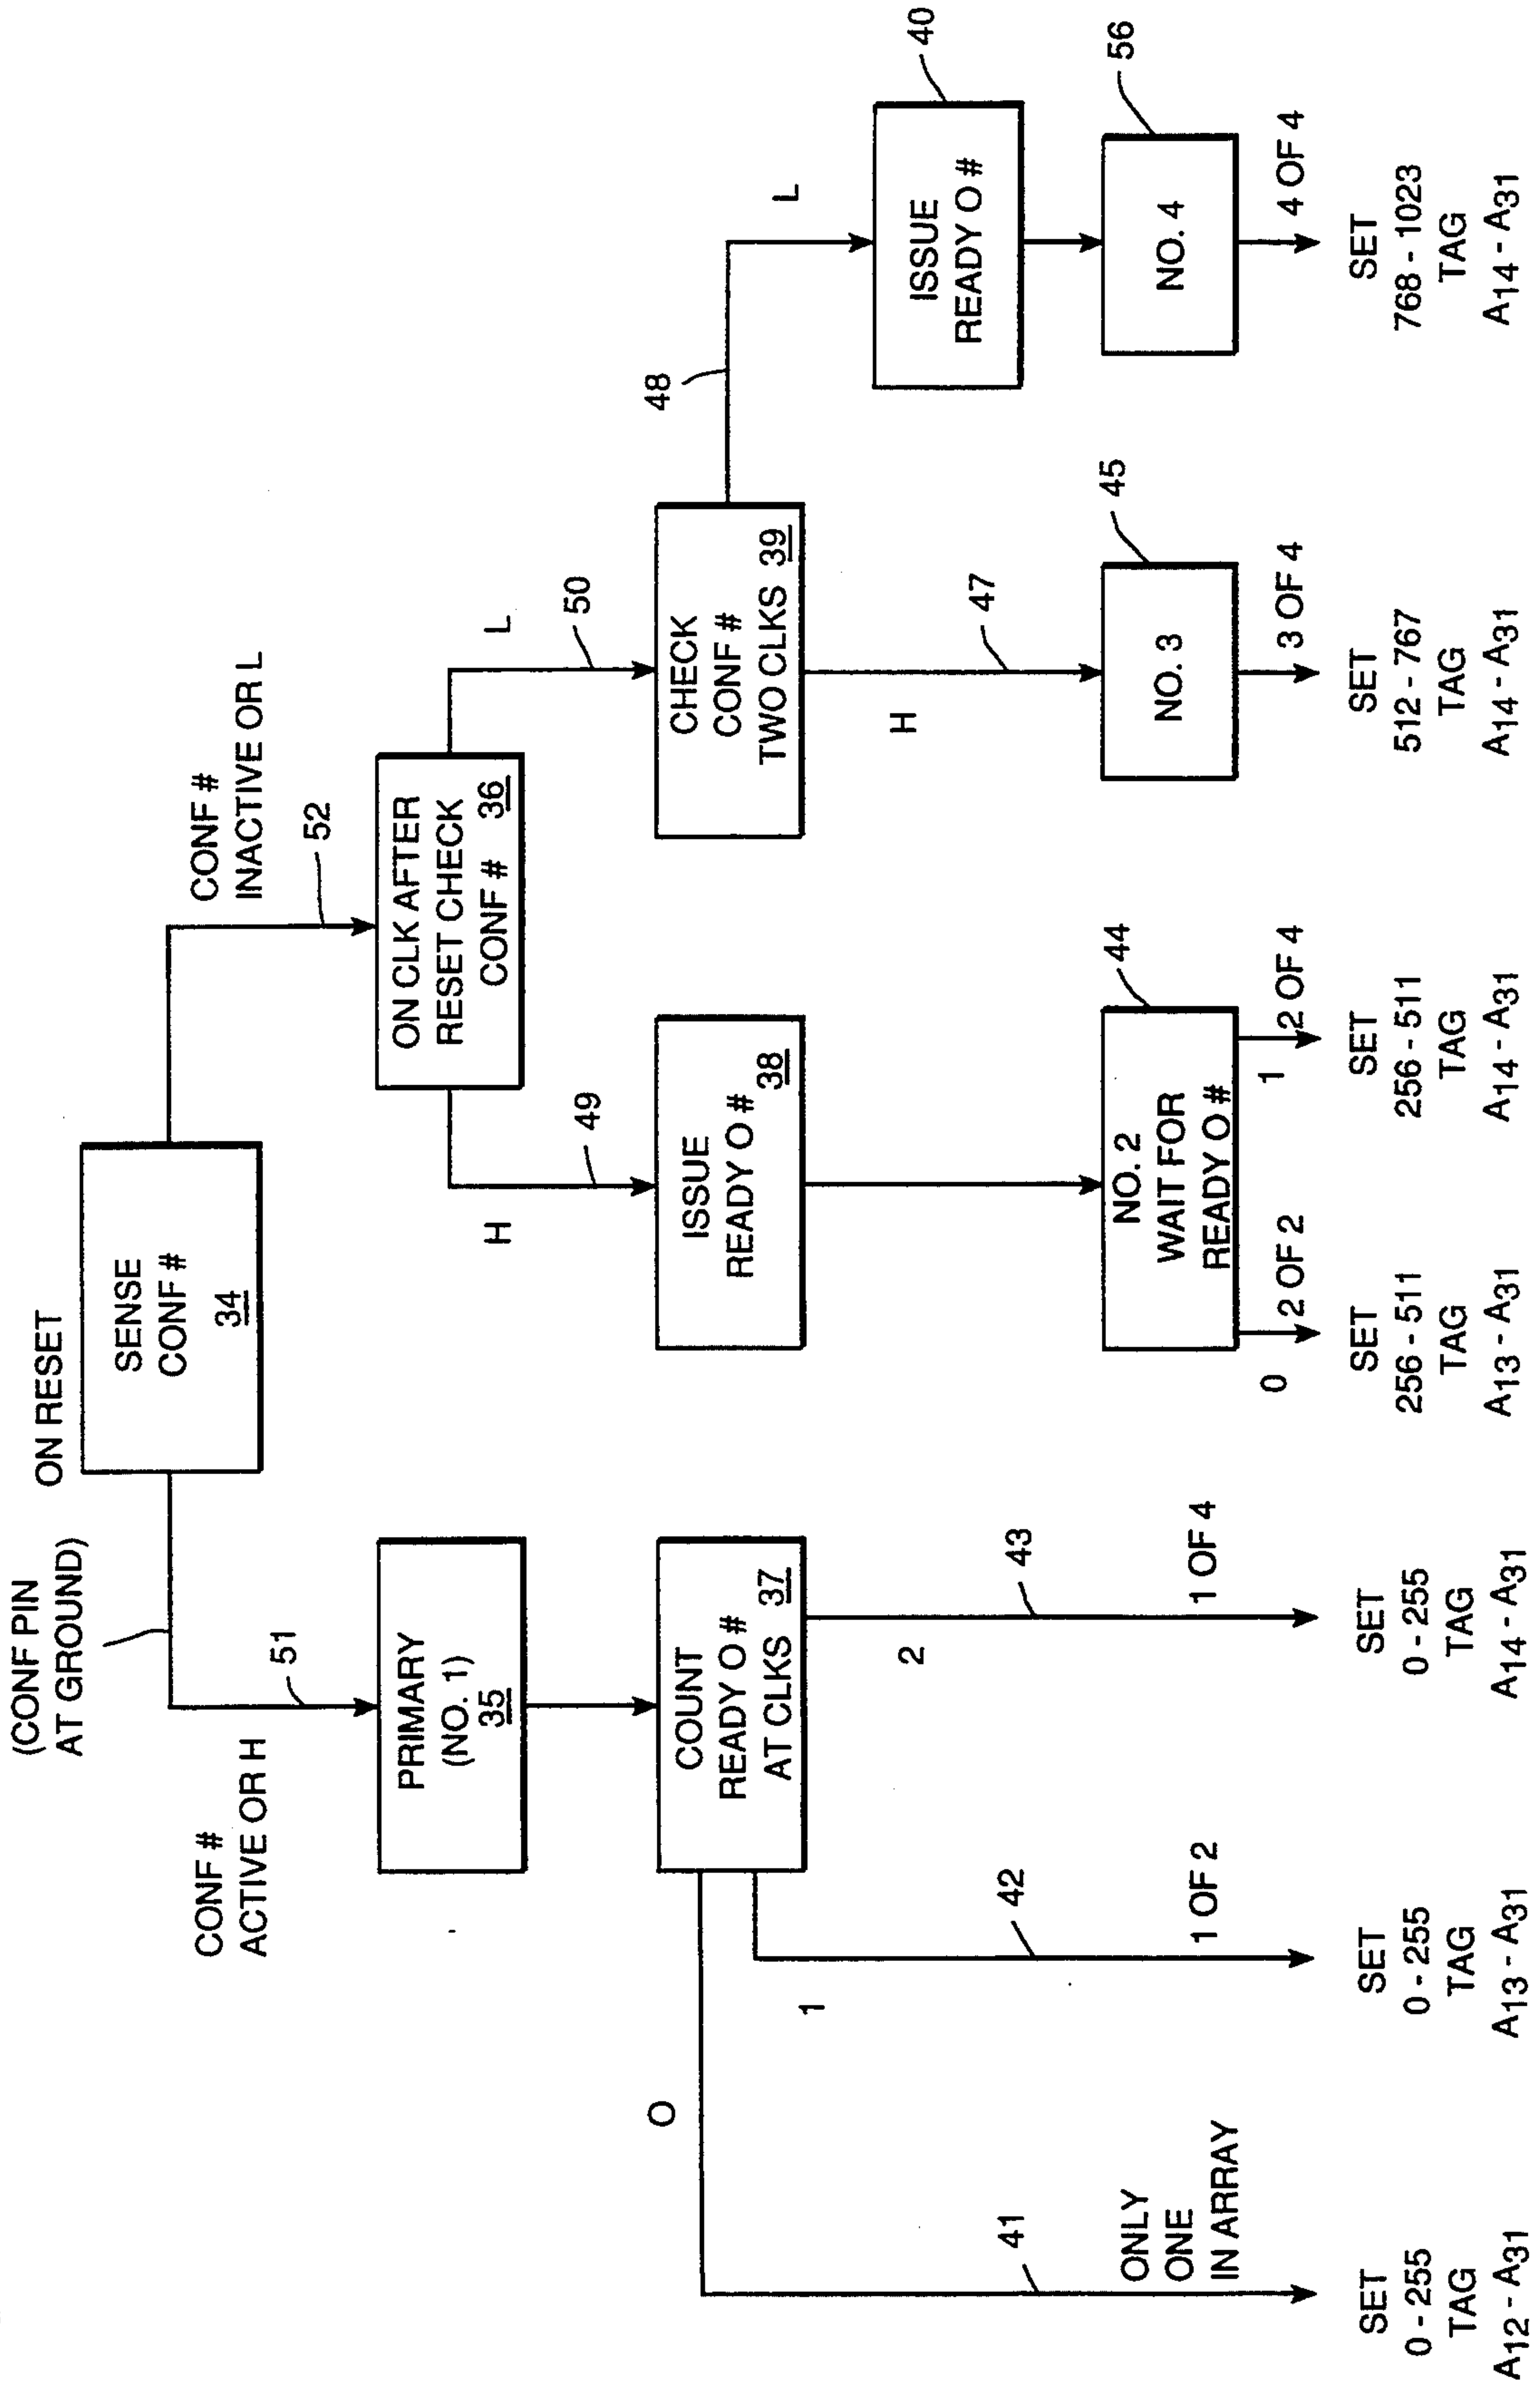 ON RESET
(CONF PIN
AT GROUND)
SENSE
CONF #
34
CONF #
ACTIVE OR H
51
CONF #
INACTIVE OR L
52
PRIMARY
(NO. 1)
35
ON CLK AFTER
RESET CHECK
CONF # 36
H
49
L
50
COUNT
READY O #
AT CLKS 37
ISSUE
READY O #
38
CHECK
CONF #
TWO CLKS 39
48
L
ISSUE
READY O #
40
O
1
2
H
41
42
43
47
ONLY
ONE
IN ARRAY
1 OF 2
1 OF 4
NO. 2
WAIT FOR
READY O #
44
NO. 3
45
NO. 4
56
0
2 OF 2
1
2 OF 4
3 OF 4
4 OF 4
SET
0 - 255
TAG
A12 - A31
SET
0 - 255
TAG
A13 - A31
SET
0 - 255
TAG
A14 - A31
SET
256 - 511
TAG
A13 - A31
SET
256 - 511
TAG
A14 - A31
SET
512 - 767
TAG
A14 - A31
SET
768 - 1023
TAG
A14 - A31